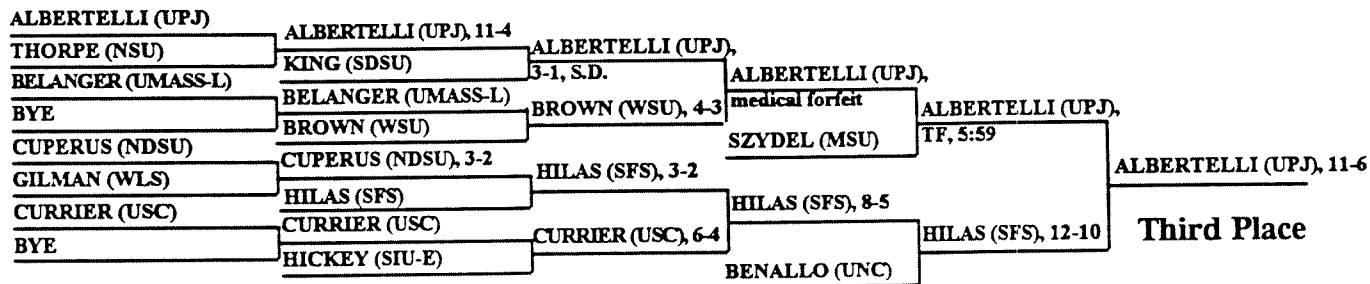 ALBERTELLI (UPJ)
THORPE (NSU)
BELANGER (UMASS-L)
BYE
CUPERUS (NDSU)
GILMAN (WLS)
CURRIER (USC)
BYE
ALBERTELLI (UPJ), 11-4
KING (SDSU)
BELANGER (UMASS-L)
BROWN (WSU)
CUPERUS (NDSU), 3-2
HILAS (SFS)
CURRIER (USC)
HICKEY (SIU-E)
ALBERTELLI (UPJ),
3-1, S.D.
BROWN (WSU), 4-3
HILAS (SFS), 3-2
CURRIER (USC), 6-4
ALBERTELLI (UPJ),
medical forfeit
SZYDEL (MSU)
HILAS (SFS), 8-5
BENALLO (UNC)
ALBERTELLI (UPJ),
TF, 5:59
HILAS (SFS), 12-10
ALBERTELLI (UPJ), 11-6
Third Place